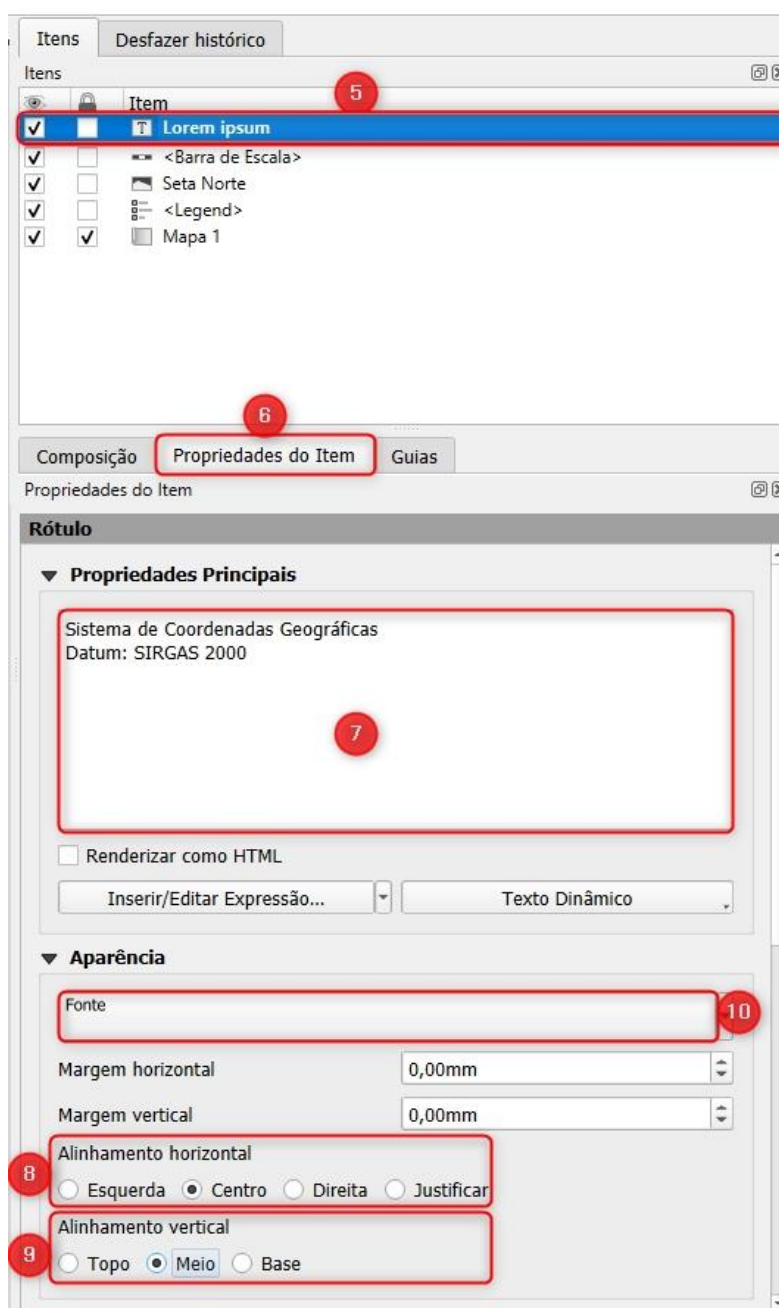 Itens Desfazer histórico
Itens
5
Item
Lorem ipsum
<Barra de Escala>
Seta Norte
<Legend>
Mapa 1
6
Composição Propriedades do Item Guias
Propriedades do Item
Rótulo
Propriedades Principais
Sistema de Coordenadas Geográficas
Datum: SIRGAS 2000
7
Renderizar como HTML
Inserir/Editar Expressão... Texto Dinâmico
Aparência
Fonte
10
Margem horizontal 0,00mm
Margem vertical 0,00mm
Alinhamento horizontal
8
Esquerda Centro Direita Justificar
Alinhamento vertical
9
Topo Meio Base